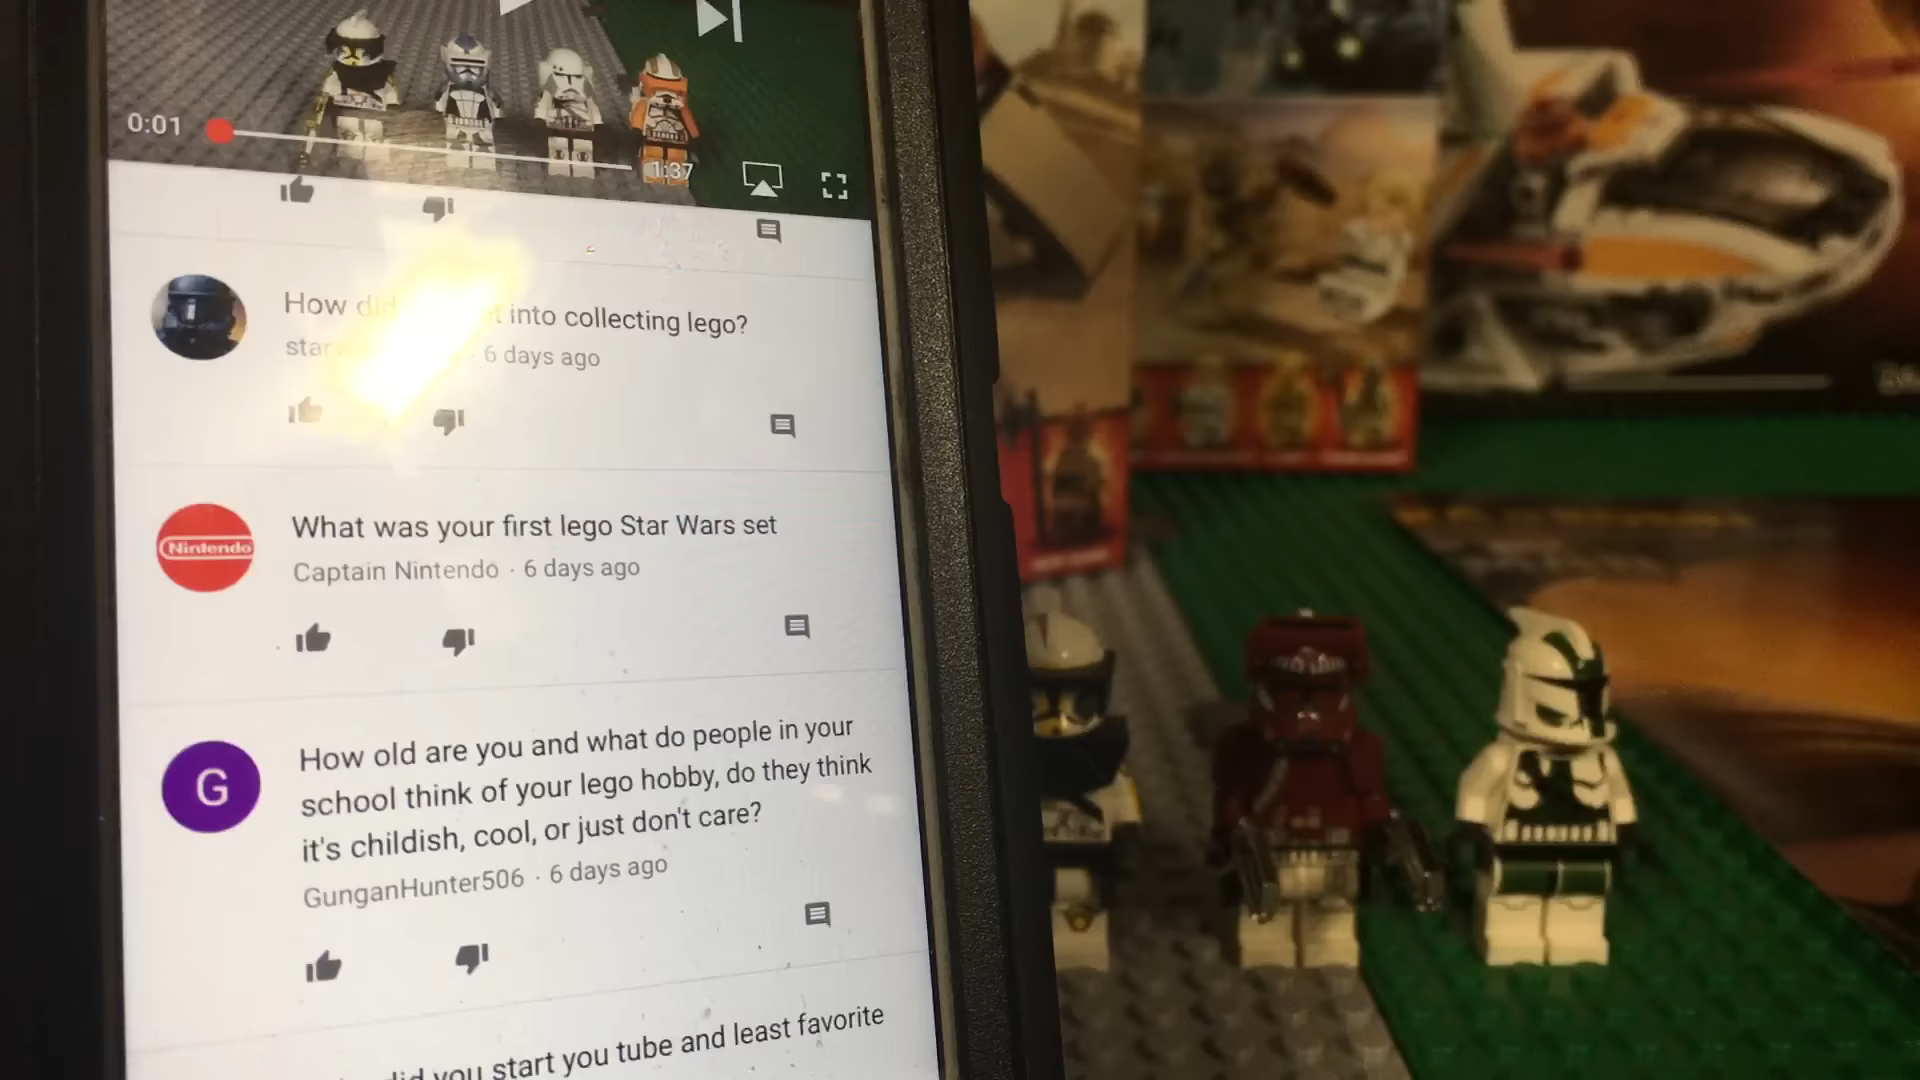 0:01
1:37
How did into collecting lego?
star 6 days ago
Nintendo
What was your first lego Star Wars set
Captain Nintendo · 6 days ago
G
How old are you and what do people in your
school think of your lego hobby, do they think
it's childish, cool, or just don't care?
GunganHunter506 · 6 days ago
did you start you tube and least favorite